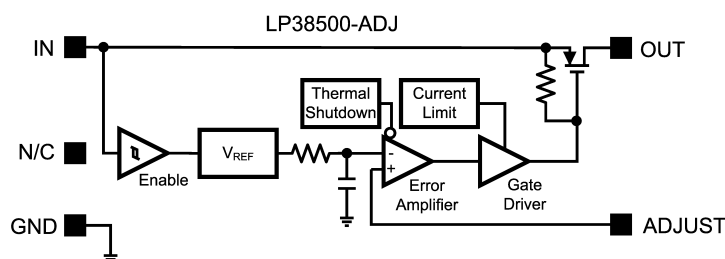 LP38500-ADJ
IN
OUT
Thermal
Shutdown
Current
Limit
N/C
VREF
-
+
Enable
Error
Amplifier
Gate
Driver
GND
ADJUST